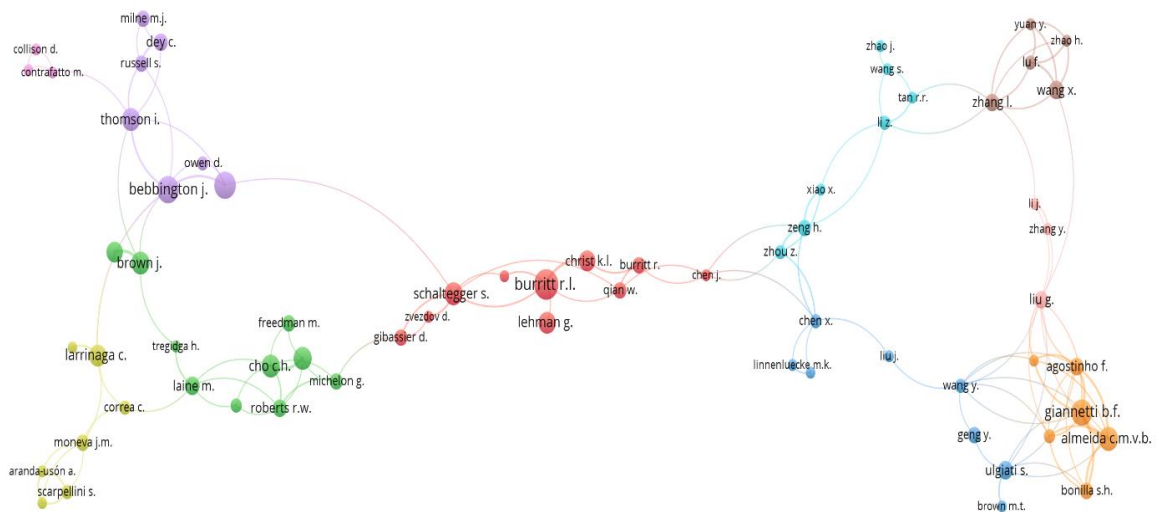 milne m.j.
dey c.
collison d.
russell s.
contrafatto m.
thomson i.
owen d.
bebbington j.
brown j.
larrinaga c.
tregidga h.
freedman m.
cho c.h.
laine m.
michelon g.
roberts r.w.
correa c.
moneva j.m.
aranda-usón a.
scarpellini s.
schaltegger s.
zvezdov d.
gibassier d.
burritt r.l.
lehman g.
christ k.l.
burritt r.
qian w.
chen j.
zhao j.
wang s.
tan r.r.
li z.
xiao x.
zeng h.
zhou z.
chen x.
linnenluecke m.k.
liu j.
yuan y.
zhao h.
lu f.
wang x.
zhang l.
li j.
zhang y.
liu g.
wang y.
geng y.
ulgiati s.
brown m.t.
agostinho f.
giannetti b.f.
almeida c.m.v.b.
bonilla s.h.